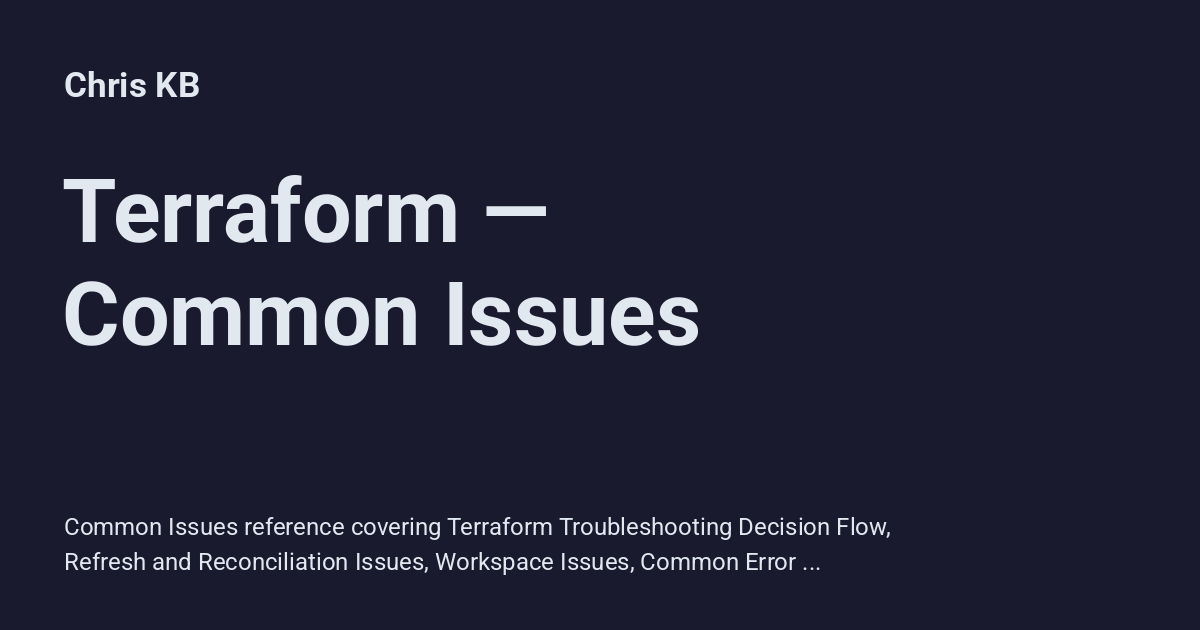 Chris KB
Terraform —
Common Issues
Common Issues reference covering Terraform Troubleshooting Decision Flow,
Refresh and Reconciliation Issues, Workspace Issues, Common Error ...